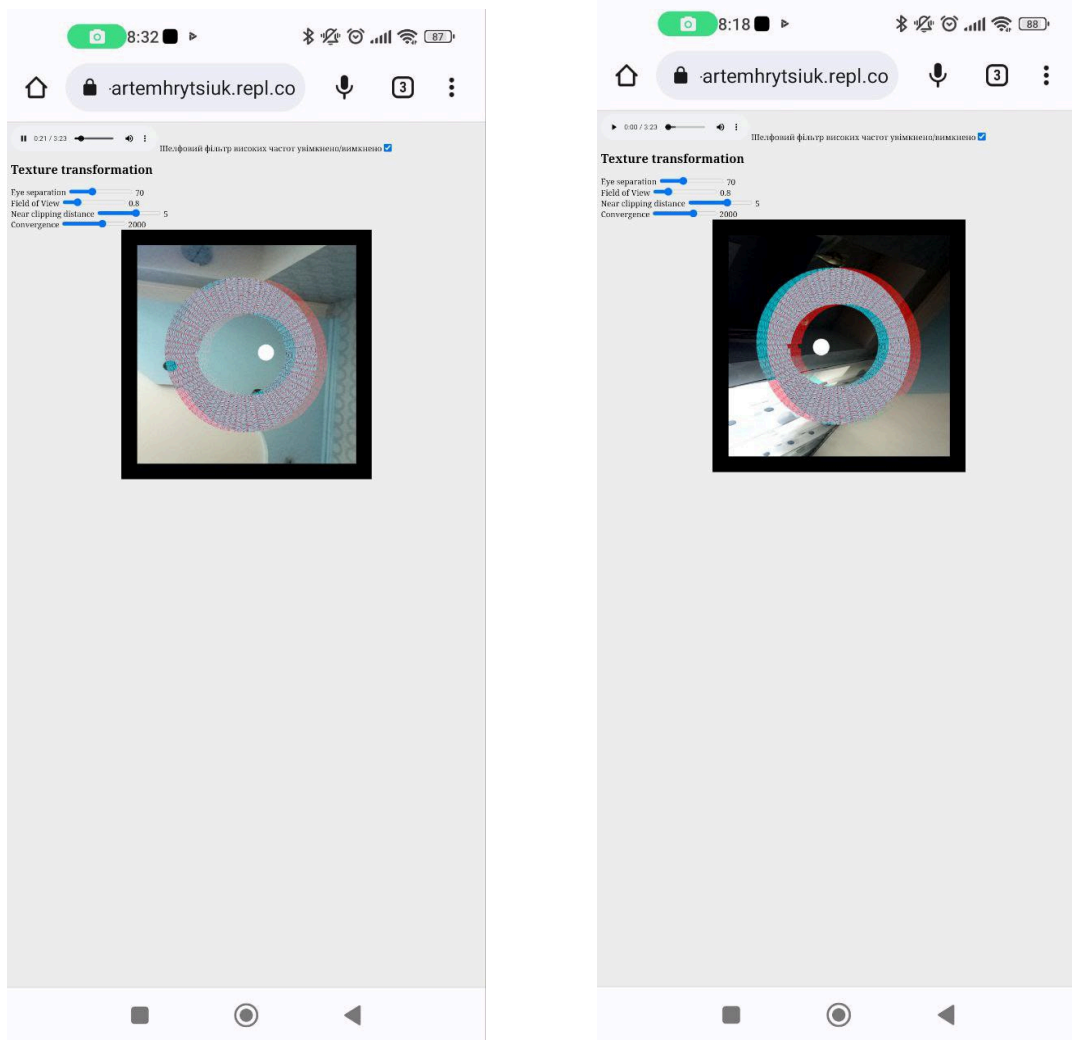 8:32
87
·artemhrytsiuk.repl.co
3
0:21 / 3:23
Шелфовий фільтр високих частот увімкнено/вимкнено
Texture transformation
Eye separation 70
Field of View 0.8
Near clipping distance 5
Convergence 2000
8:18
88
·artemhrytsiuk.repl.co
3
0:00 / 3:23
Шелфовий фільтр високих частот увімкнено/вимкнено
Texture transformation
Eye separation 70
Field of View 0.8
Near clipping distance 5
Convergence 2000